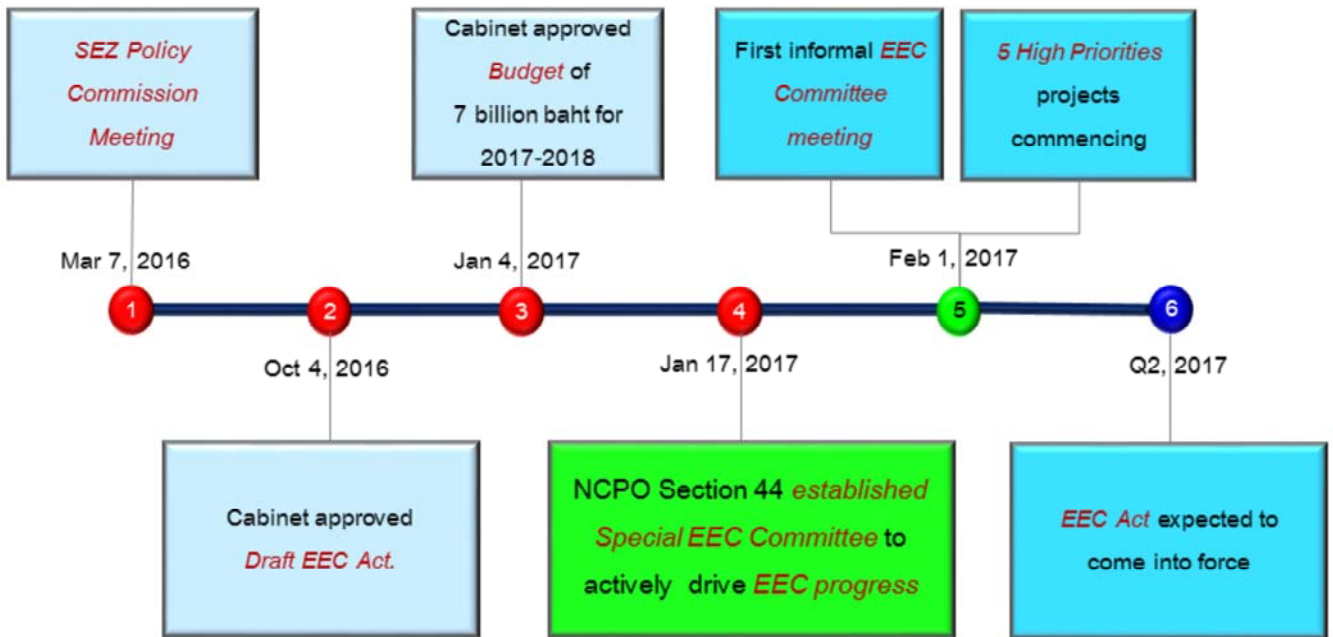 SEZ Policy
Commission
Meeting
Cabinet approved
Budget of
7 billion baht for
2017-2018
First informal EEC
Committee
meeting
5 High Priorities
projects
commencing
Mar 7, 2016
Jan 4, 2017
Feb 1, 2017
1
2
3
4
5
6
Oct 4, 2016
Jan 17, 2017
Q2, 2017
Cabinet approved
Draft EEC Act.
NCPO Section 44 established
Special EEC Committee to
actively drive EEC progress
EEC Act expected to
come into force